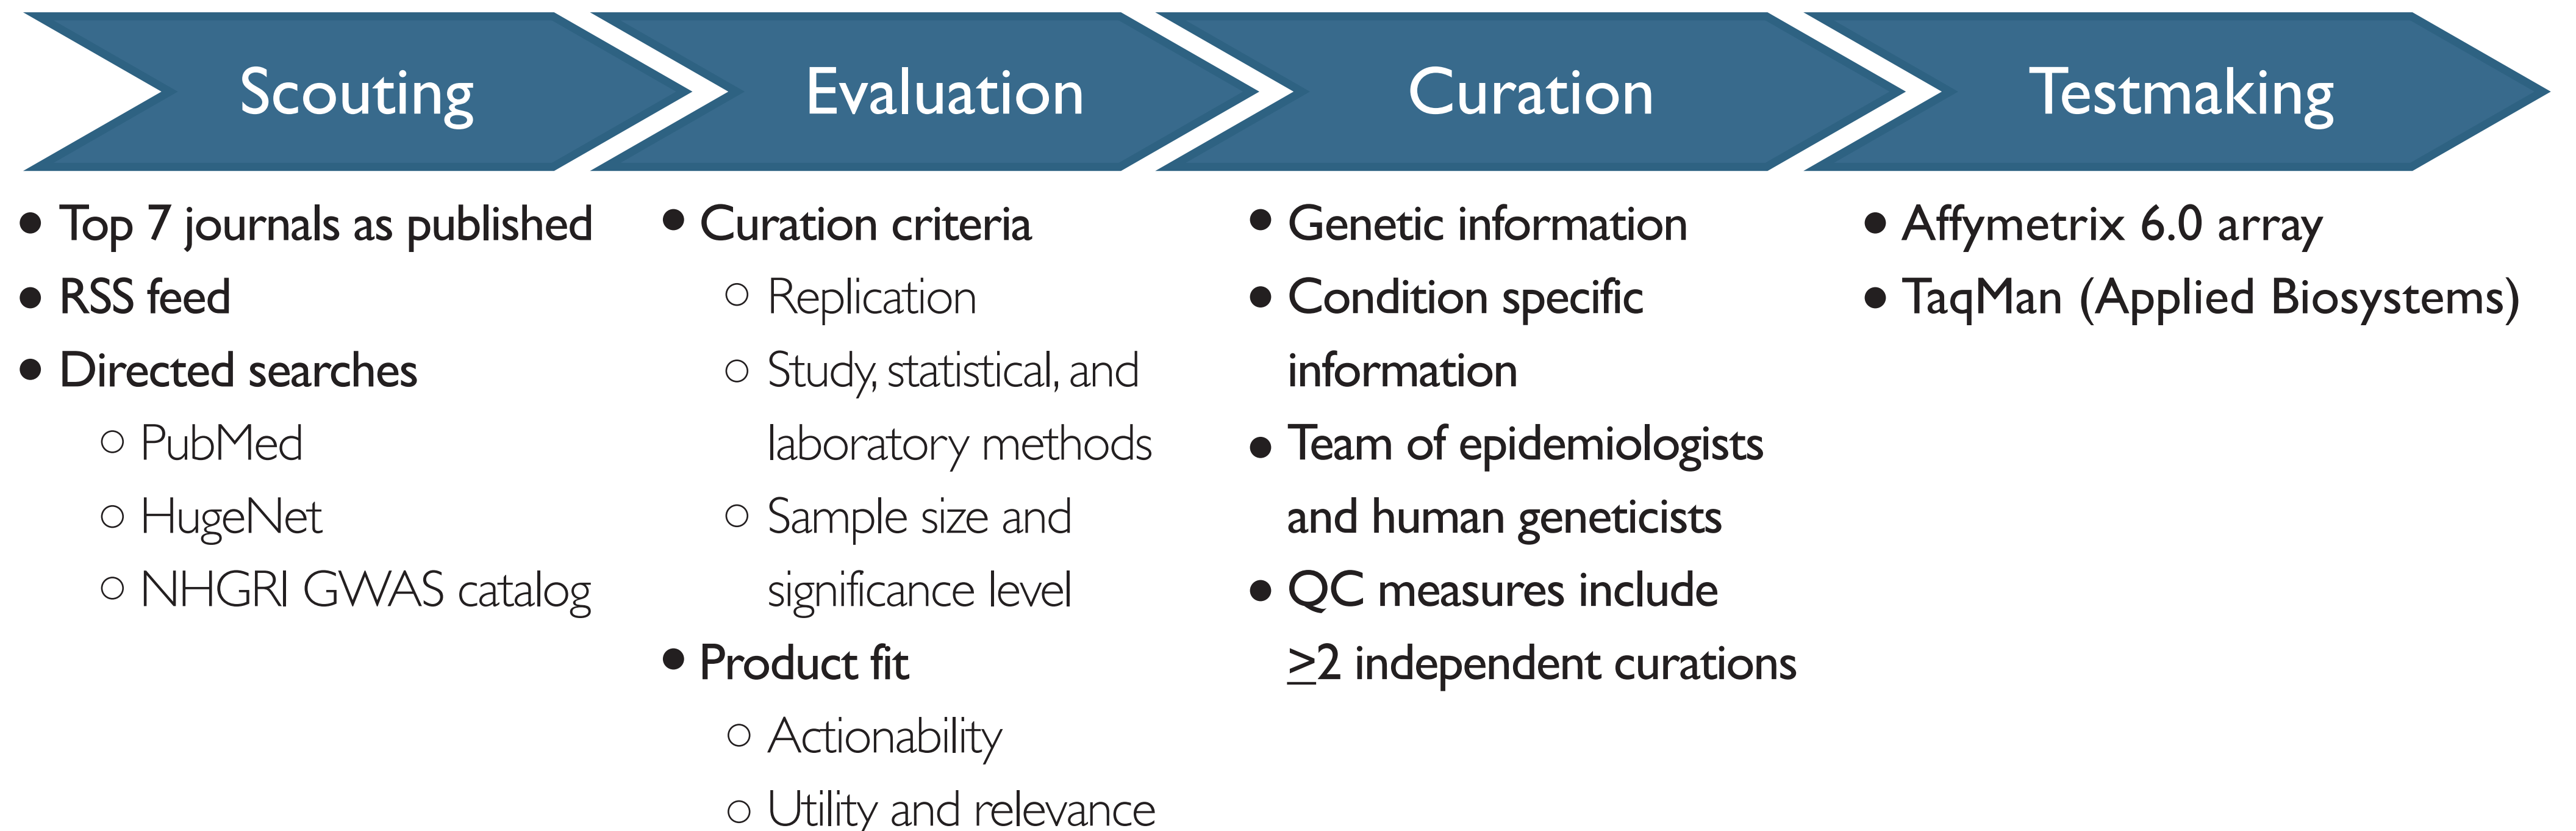 Scouting
Evaluation
Curation
Testmaking
• Top 7 journals as published
• RSS feed
• Directed searches
○ PubMed
○ HugeNet
○ NHGRI GWAS catalog
• Curation criteria
○ Replication
○ Study, statistical, and
laboratory methods
○ Sample size and
significance level
• Product fit
○ Actionability
○ Utility and relevance
• Genetic information
• Condition specific
information
• Team of epidemiologists
and human geneticists
• QC measures include
≥2 independent curations
• Affymetrix 6.0 array
• TaqMan (Applied Biosystems)